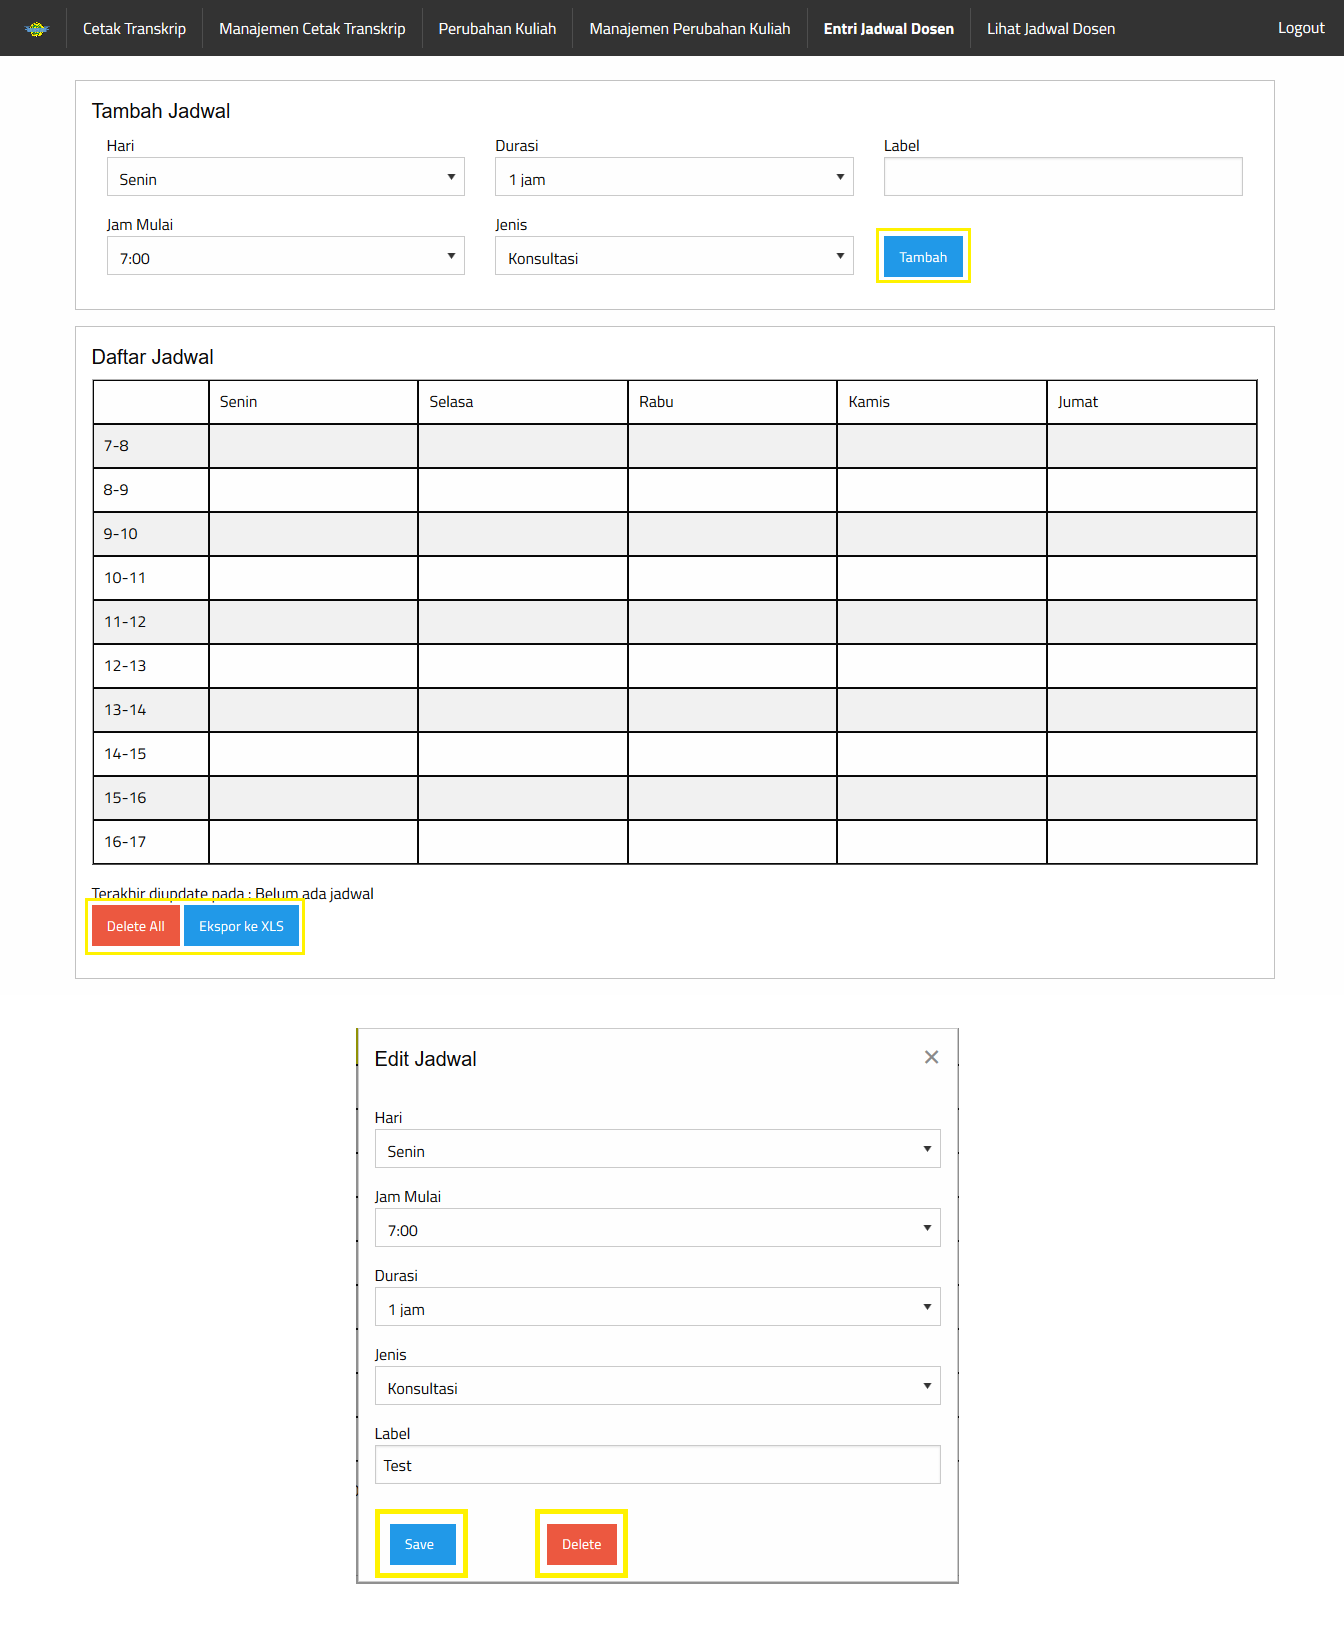 Cetak Transkrip Manajemen Cetak Transkrip Perubahan Kuliah Manajemen Perubahan Kuliah Entri Jadwal Dosen Lihat Jadwal Dosen Logout
Tambah Jadwal
Hari Durasi Label
Senin 1 jam
Jam Mulai Jenis
7:00 Konsultasi Tambah
Daftar Jadwal
Senin Selasa Rabu Kamis Jumat
7-8
8-9
9-10
10-11
11-12
12-13
13-14
14-15
15-16
16-17
Terakhir diupdate pada : Belum ada jadwal
Delete All Ekspor ke XLS
Edit Jadwal ×
Hari
Senin
Jam Mulai
7:00
Durasi
1 jam
Jenis
Konsultasi
Label
Test
Save Delete